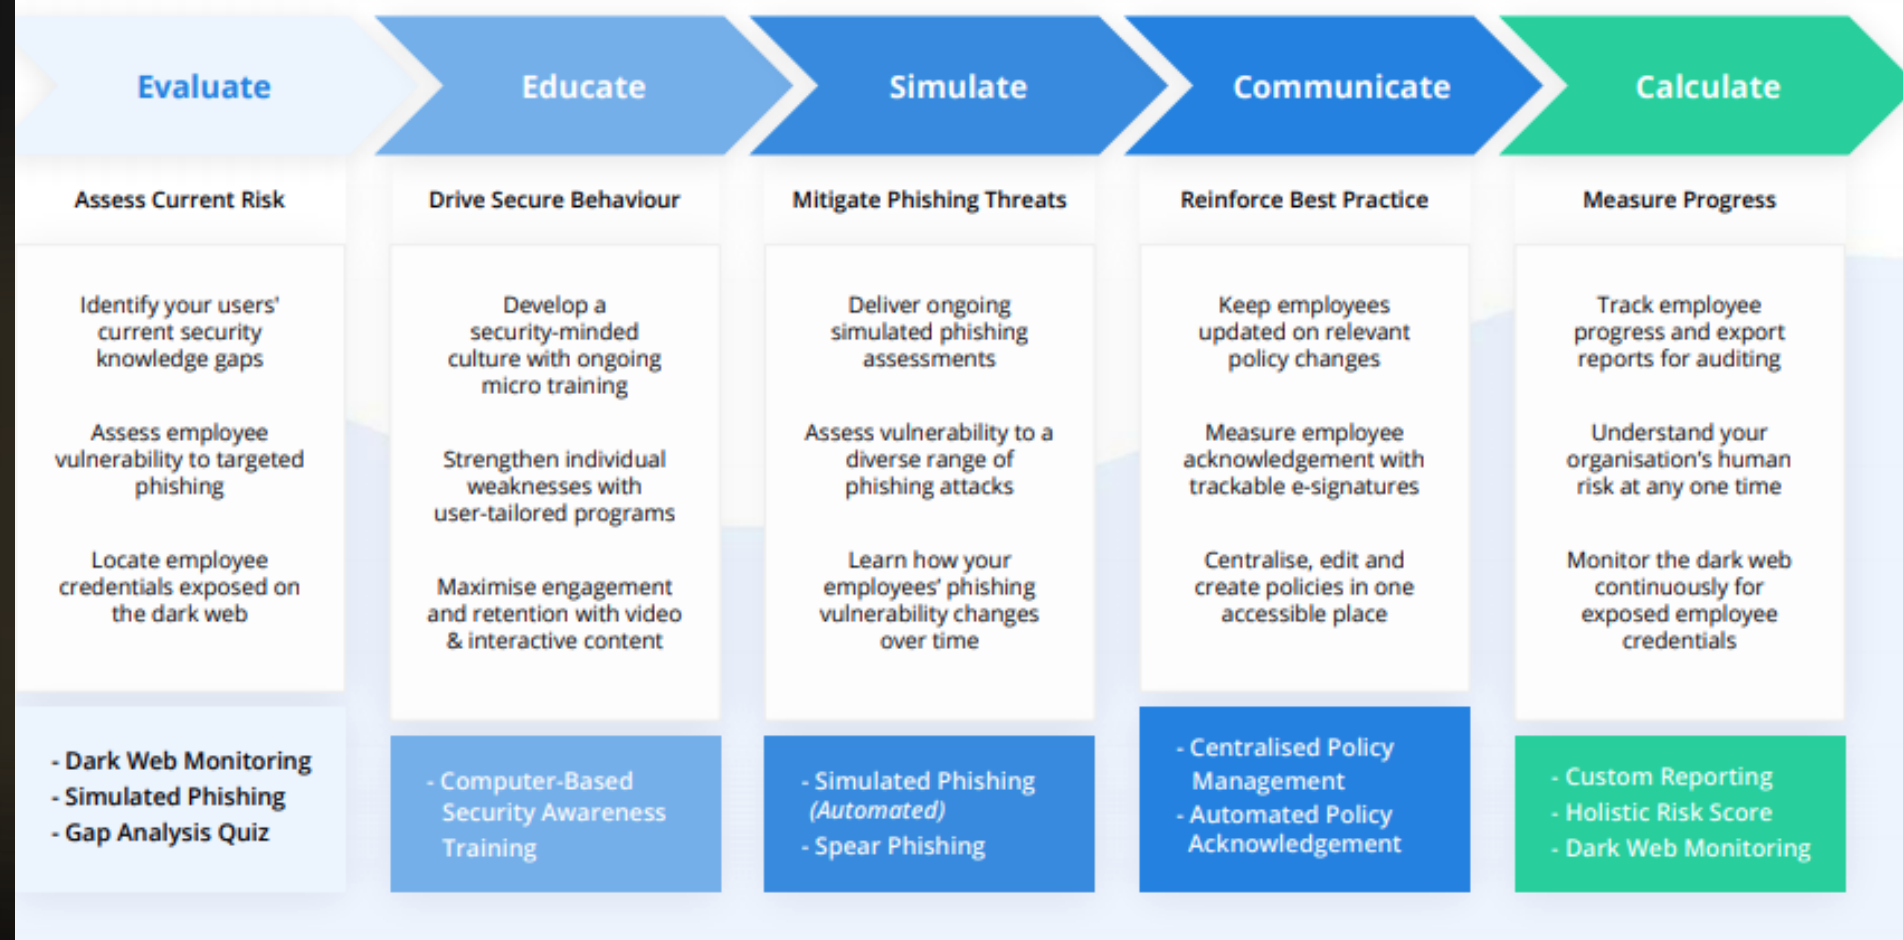 Evaluate
Educate
Simulate
Communicate
Calculate
Assess Current Risk
Drive Secure Behaviour
Mitigate Phishing Threats
Reinforce Best Practice
Measure Progress
Identify your users'
current security
knowledge gaps
Assess employee
vulnerability to targeted
phishing
Locate employee
credentials exposed on
the dark web
Develop a
security-minded
culture with ongoing
micro training
Strengthen individual
weaknesses with
user-tailored programs
Maximise engagement
and retention with video
& interactive content
Deliver ongoing
simulated phishing
assessments
Assess vulnerability to a
diverse range of
phishing attacks
Learn how your
employees’ phishing
vulnerability changes
over time
Keep employees
updated on relevant
policy changes
Measure employee
acknowledgement with
trackable e-signatures
Centralise, edit and
create policies in one
accessible place
Track employee
progress and export
reports for auditing
Understand your
organisation’s human
risk at any one time
Monitor the dark web
continuously for
exposed employee
credentials
- Dark Web Monitoring
- Simulated Phishing
- Gap Analysis Quiz
- Computer-Based
Security Awareness
Training
- Simulated Phishing
(Automated)
- Spear Phishing
- Centralised Policy
Management
- Automated Policy
Acknowledgement
- Custom Reporting
- Holistic Risk Score
- Dark Web Monitoring